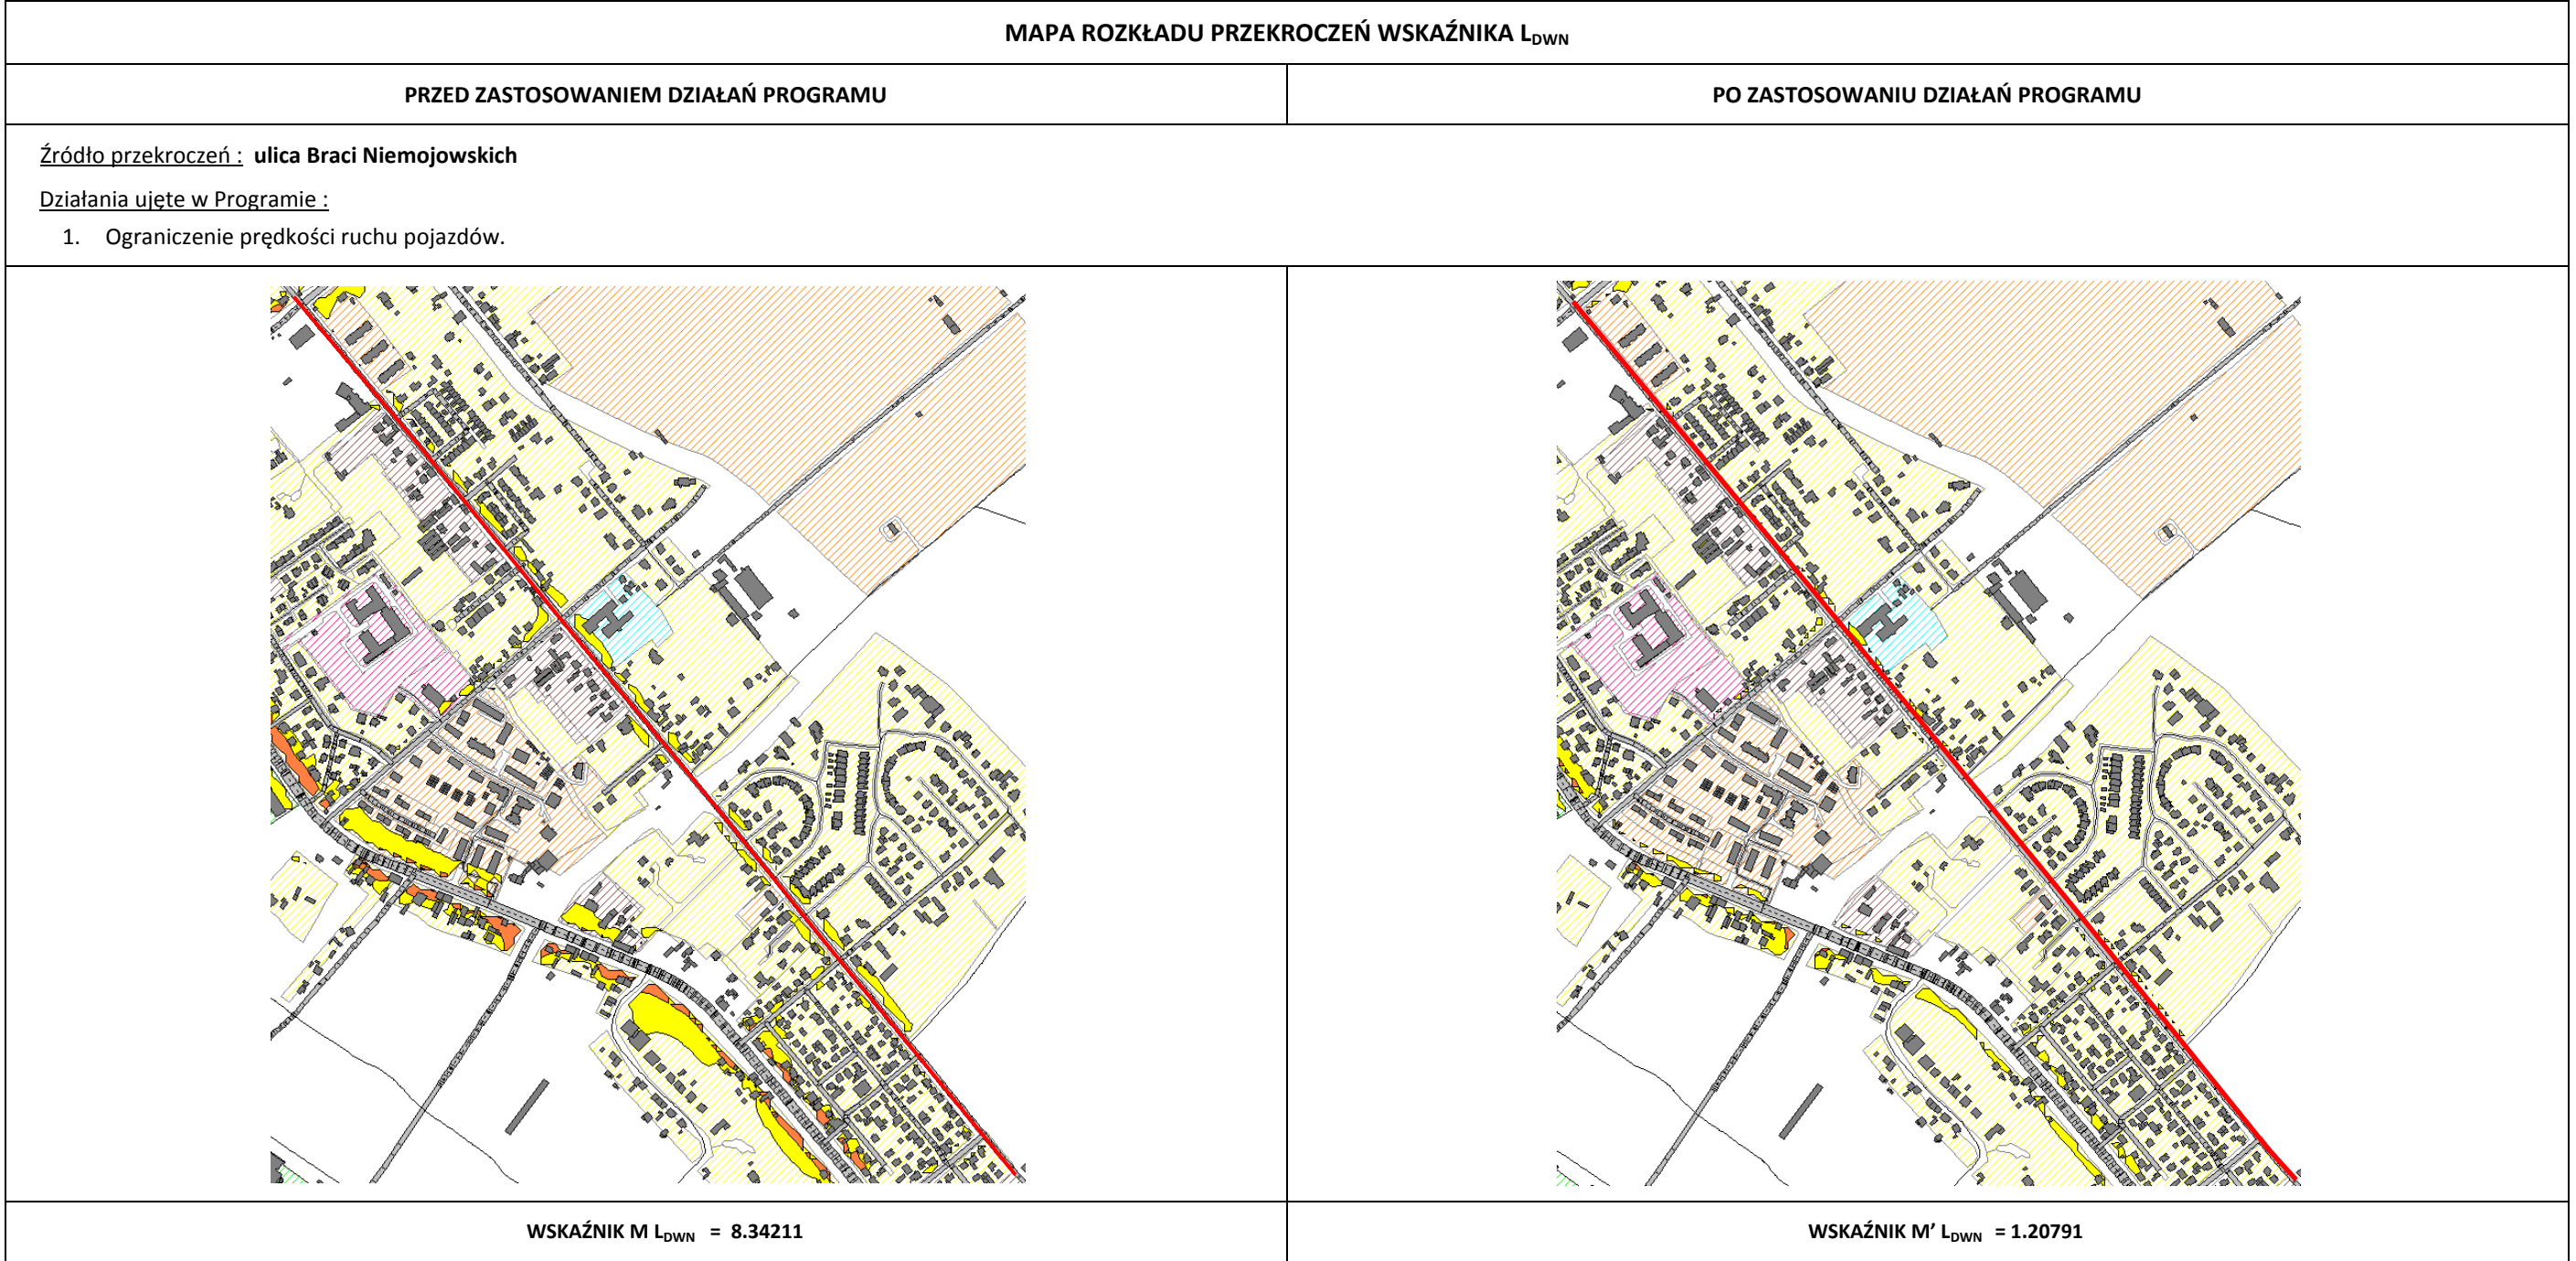 MAPA ROZKŁADU PRZEKROCZEŃ WSKAŹNIKA LDWN
PRZED ZASTOSOWANIEM DZIAŁAŃ PROGRAMU
PO ZASTOSOWANIU DZIAŁAŃ PROGRAMU
Źródło przekroczeń : ulica Braci Niemojowskich
Działania ujęte w Programie :
1. Ograniczenie prędkości ruchu pojazdów.
WSKAŹNIK M LDWN = 8.34211
WSKAŹNIK M’ LDWN = 1.20791